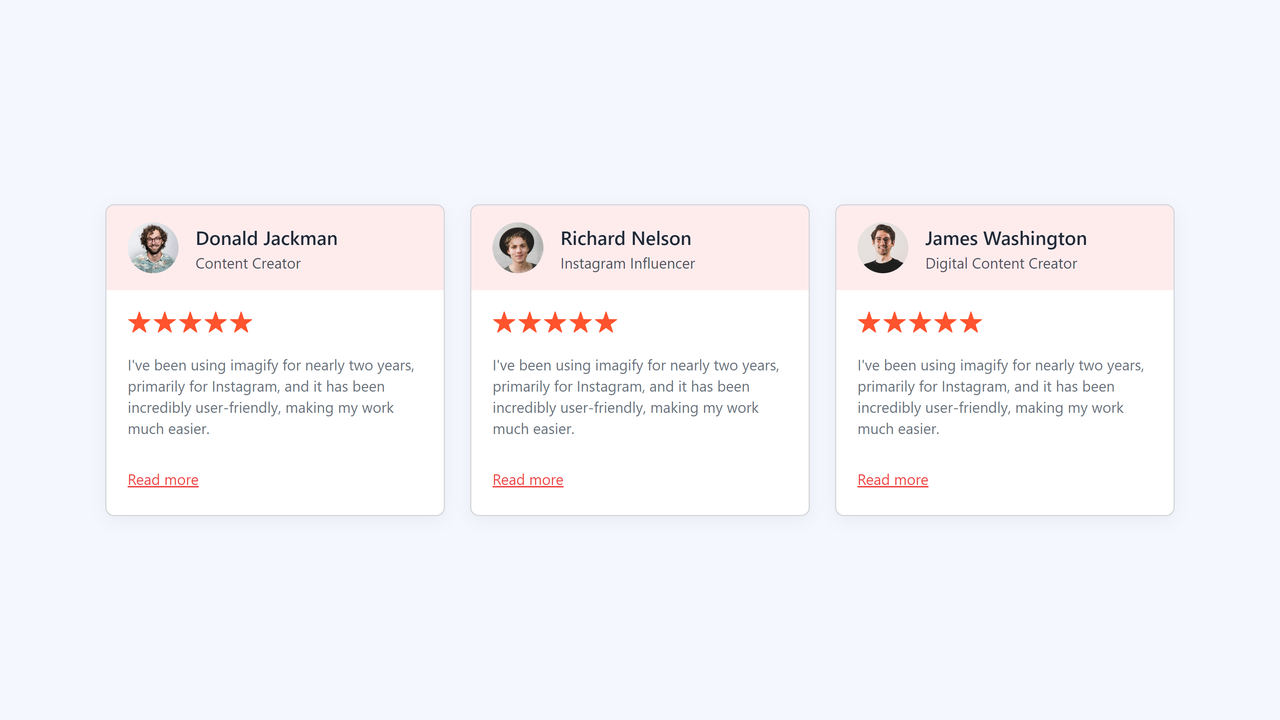 Donald Jackman
Content Creator
I've been using imagify for nearly two years,
primarily for Instagram, and it has been
incredibly user-friendly, making my work
much easier.
Read more
Richard Nelson
Instagram Influencer
I've been using imagify for nearly two years,
primarily for Instagram, and it has been
incredibly user-friendly, making my work
much easier.
Read more
James Washington
Digital Content Creator
I've been using imagify for nearly two years,
primarily for Instagram, and it has been
incredibly user-friendly, making my work
much easier.
Read more